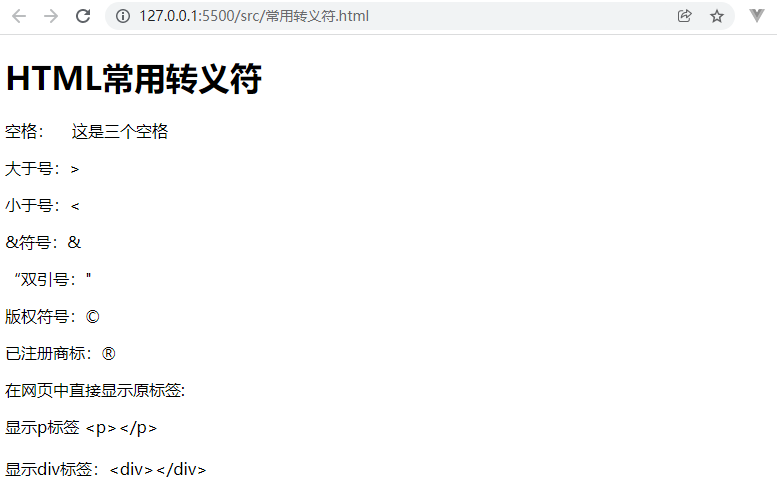 127.0.0.1:5500/src/常用转义符.html
HTML常用转义符
空格：   这是三个空格
大于号：>
小于号：<
&符号：&
“双引号："
版权符号：©
已注册商标：®
在网页中直接显示原标签:
显示p标签 <p></p>
显示div标签：<div></div>